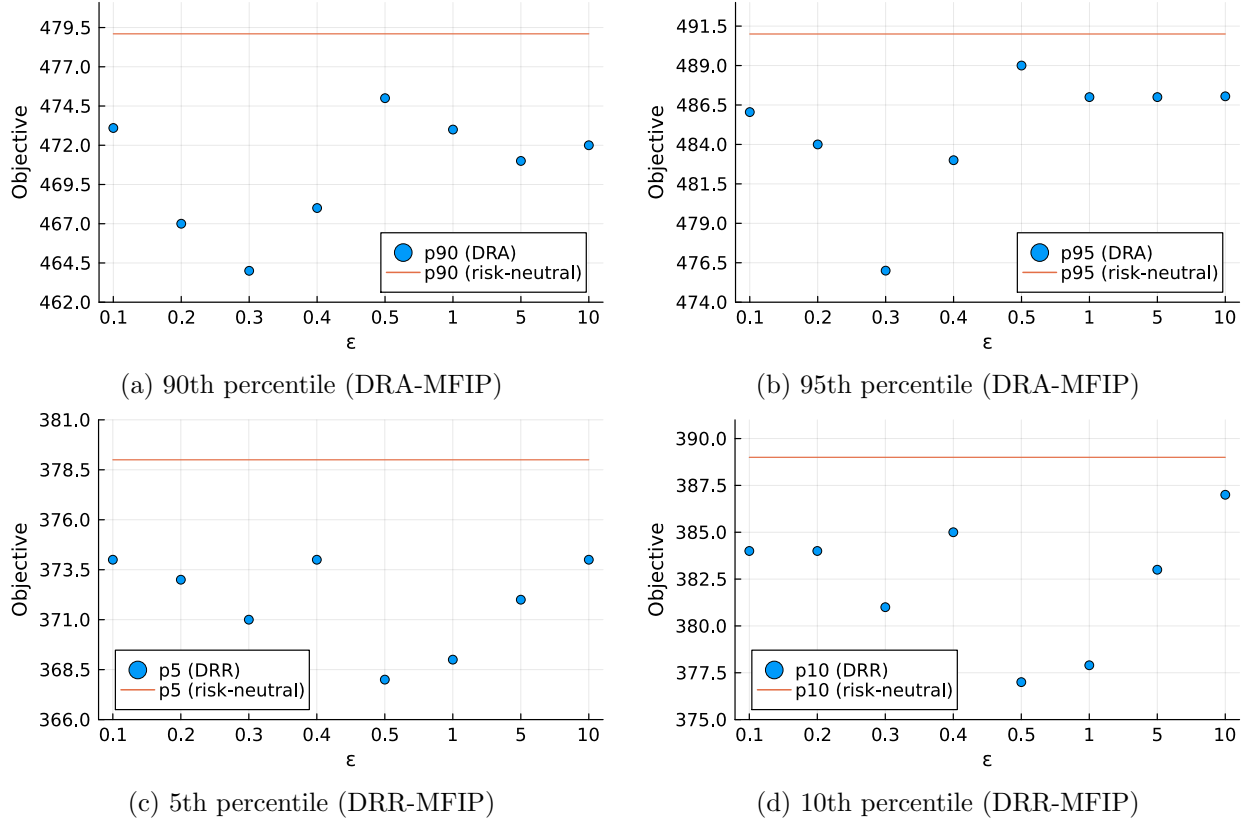 479.5
477.0
474.5
472.0
469.5
467.0
464.5
462.0
Objective
p90 (DRA)
p90 (risk-neutral)
0.1 0.2 0.3 0.4 0.5 1 5 10
ε
(a) 90th percentile (DRA-MFIP)
491.5
489.0
486.5
484.0
481.5
479.0
476.5
474.0
Objective
p95 (DRA)
p95 (risk-neutral)
0.1 0.2 0.3 0.4 0.5 1 5 10
ε
(b) 95th percentile (DRA-MFIP)
381.0
378.5
376.0
373.5
371.0
368.5
366.0
Objective
p5 (DRR)
p5 (risk-neutral)
0.1 0.2 0.3 0.4 0.5 1 5 10
ε
(c) 5th percentile (DRR-MFIP)
390.0
387.5
385.0
382.5
380.0
377.5
375.0
Objective
p10 (DRR)
p10 (risk-neutral)
0.1 0.2 0.3 0.4 0.5 1 5 10
ε
(d) 10th percentile (DRR-MFIP)